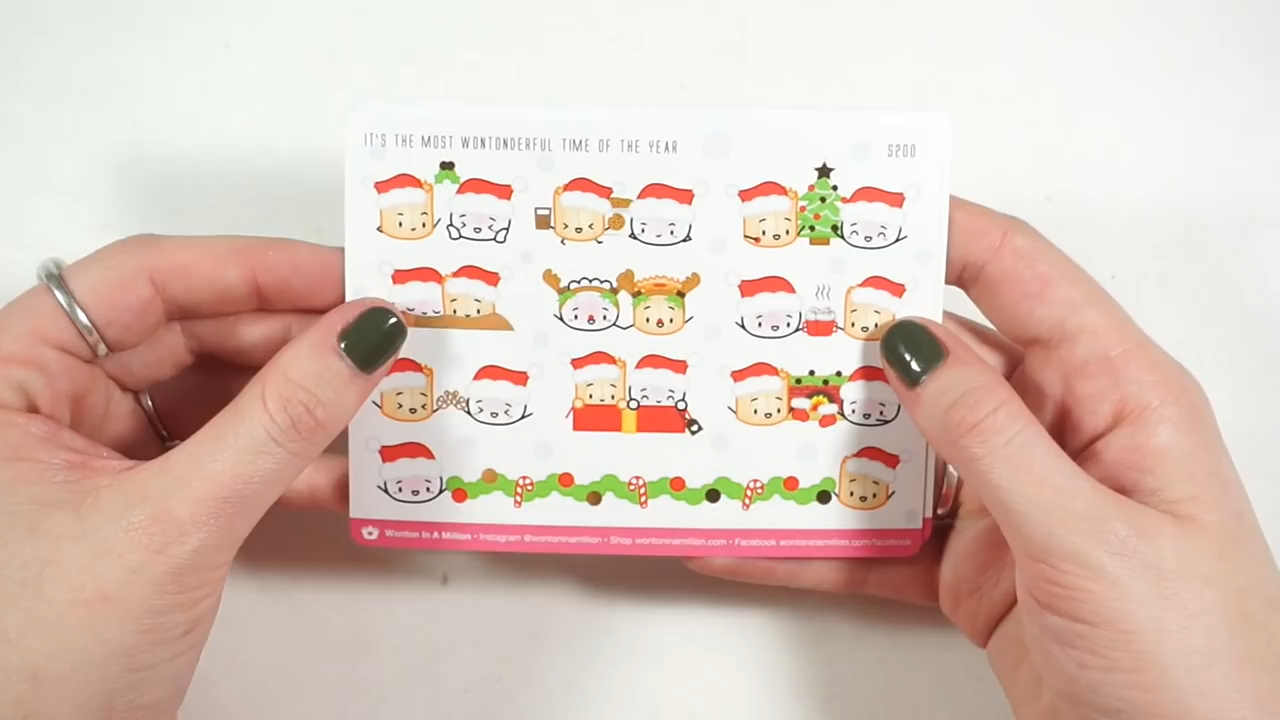 IT'S THE MOST WONTONDERFUL TIME OF THE YEAR
S200
Wonton In A Million • Instagram @wontoninamillion • Shop wontoninamillion.com • Facebook wontoninamillion.com/facebook